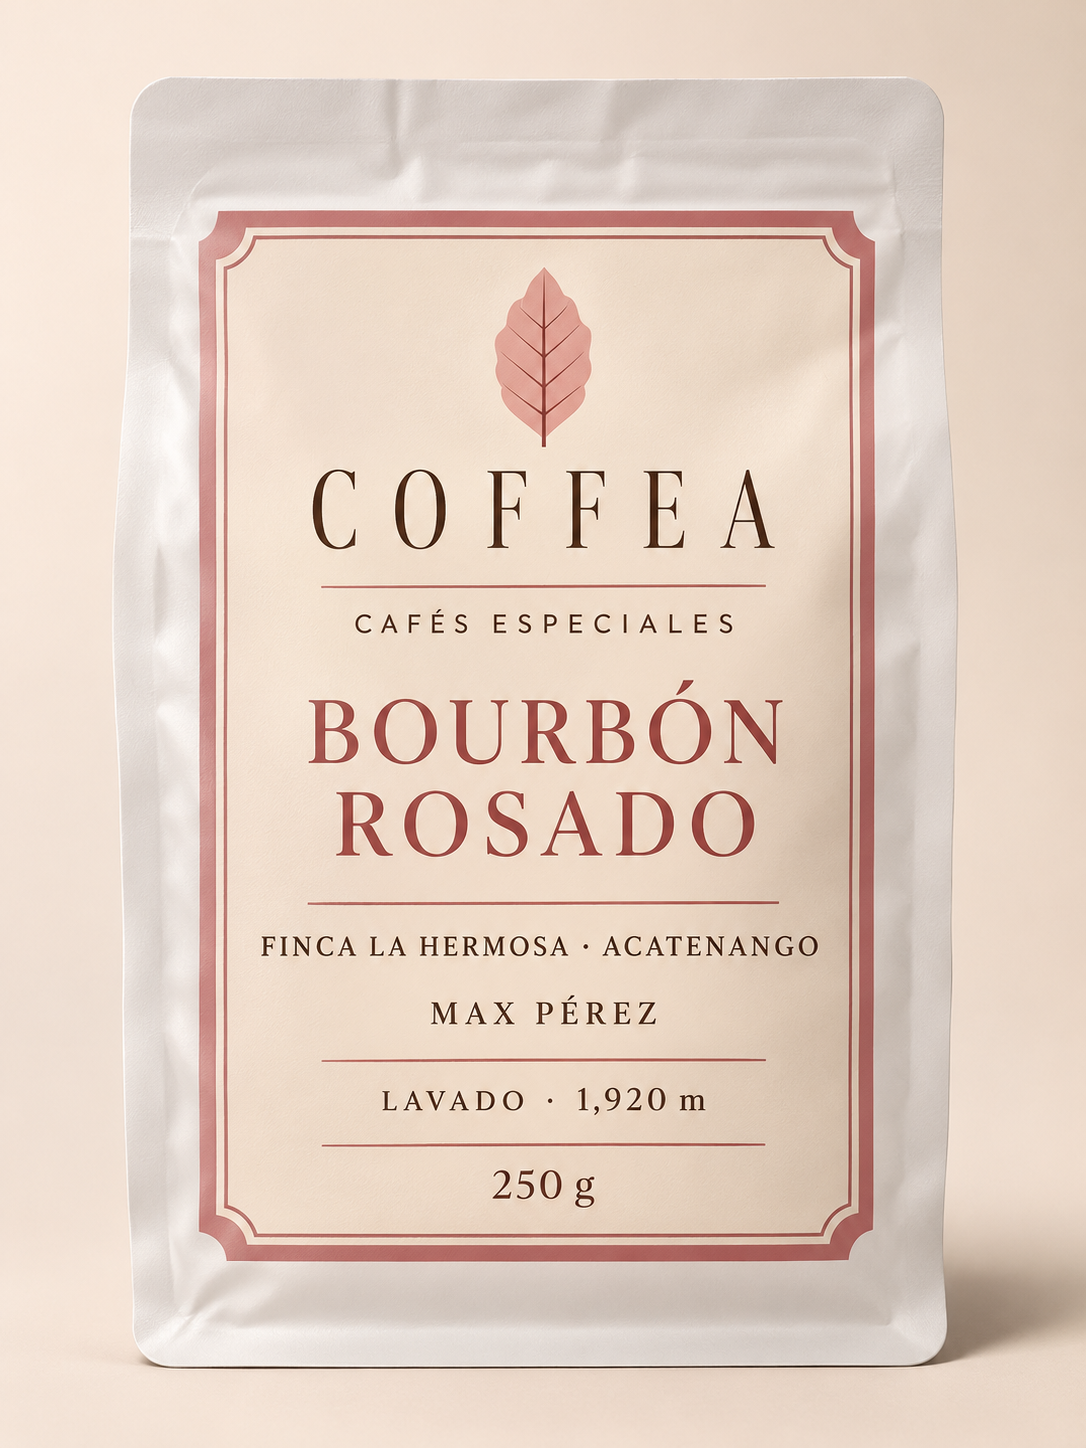 COFFEA
CAFÉS ESPECIALES
BOURBÓN
ROSADO
FINCA LA HERMOSA · ACATENANGO
MAX PÉREZ
LAVADO · 1,920 m
250 g